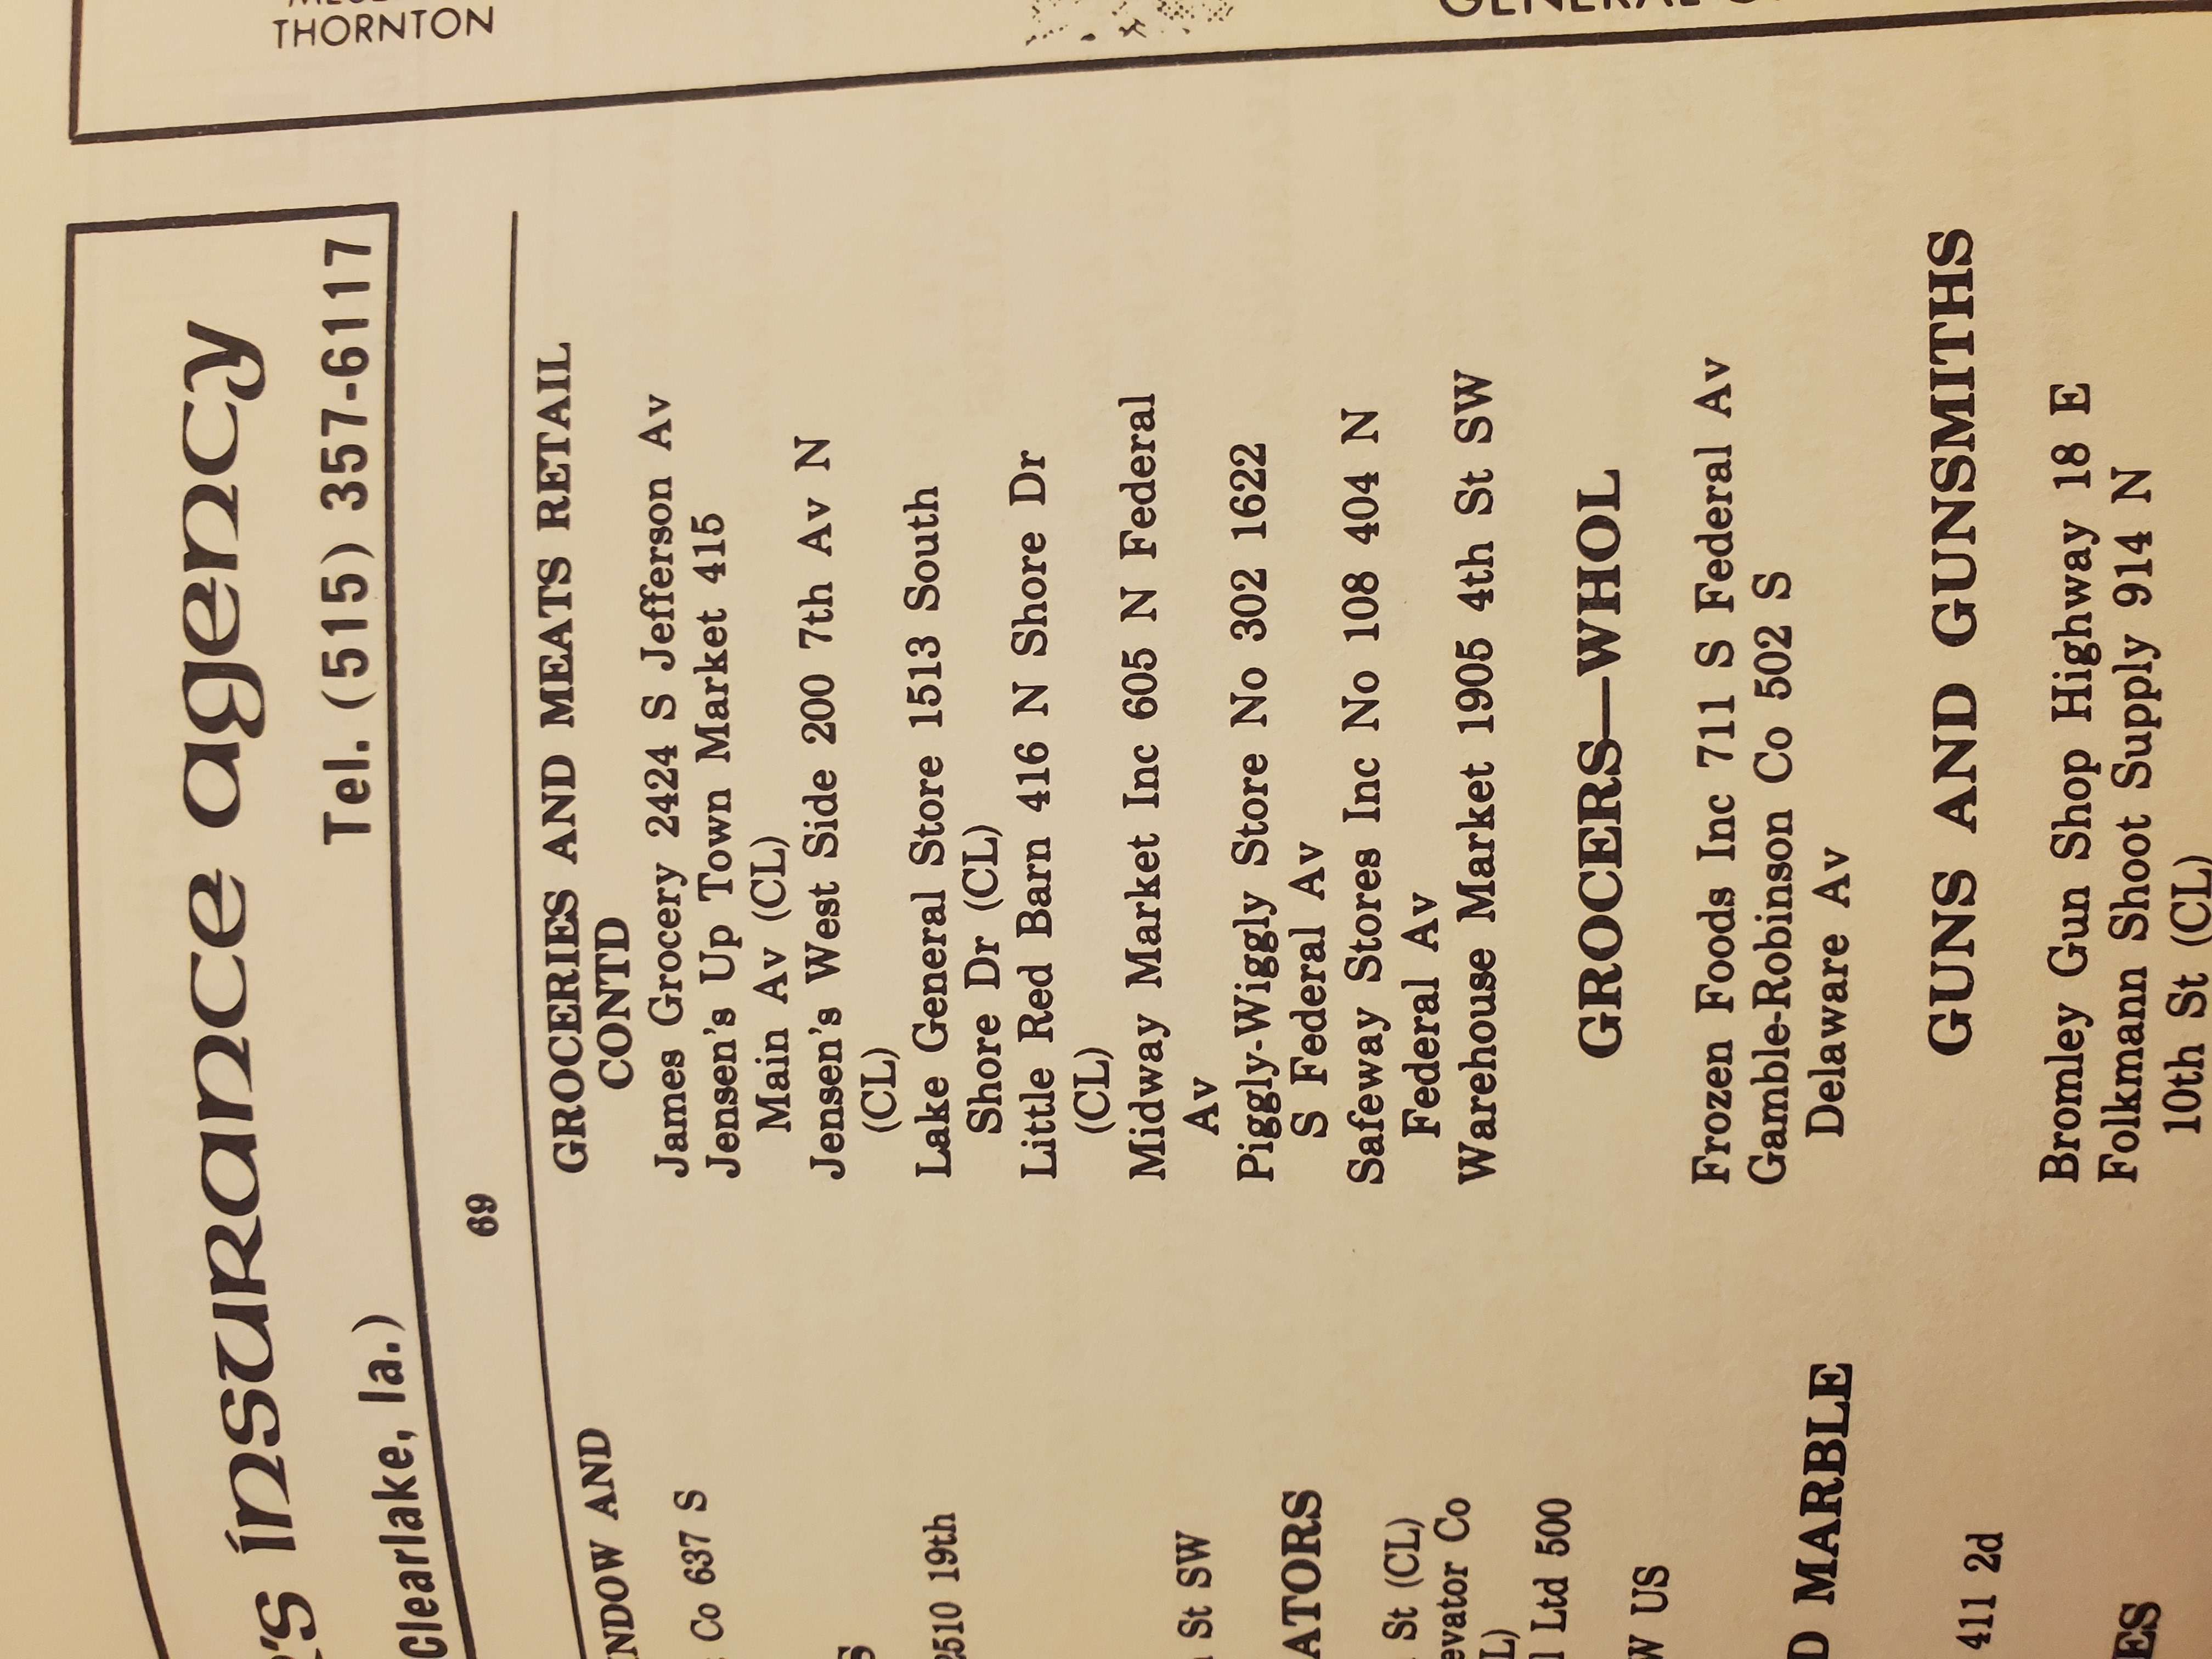 's insurance agency
Clearlake, Ia.) Tel. (515) 357-6117
THORNTON
69
NDOW AND
Co 637 S
2510 19th
St SW
ATORS
St (CL)
evator Co
L)
Ltd 500
W US
D MARBLE
411 2d
ES
GROCERIES AND MEATS RETAIL
CONTD
James Grocery 2424 S Jefferson Av
Jensen's Up Town Market 415
Main Av (CL)
Jensen's West Side 200 7th Av N
(CL)
Lake General Store 1513 South
Shore Dr (CL)
Little Red Barn 416 N Shore Dr
(CL)
Midway Market Inc 605 N Federal
Av
Piggly-Wiggly Store No 302 1622
S Federal Av
Safeway Stores Inc No 108 404 N
Federal Av
Warehouse Market 1905 4th St SW
GROCERS—WHOL
Frozen Foods Inc 711 S Federal Av
Gamble-Robinson Co 502 S
Delaware Av
GUNS AND GUNSMITHS
Bromley Gun Shop Highway 18 E
Folkmann Shoot Supply 914 N
10th St (CL)
GENERAL